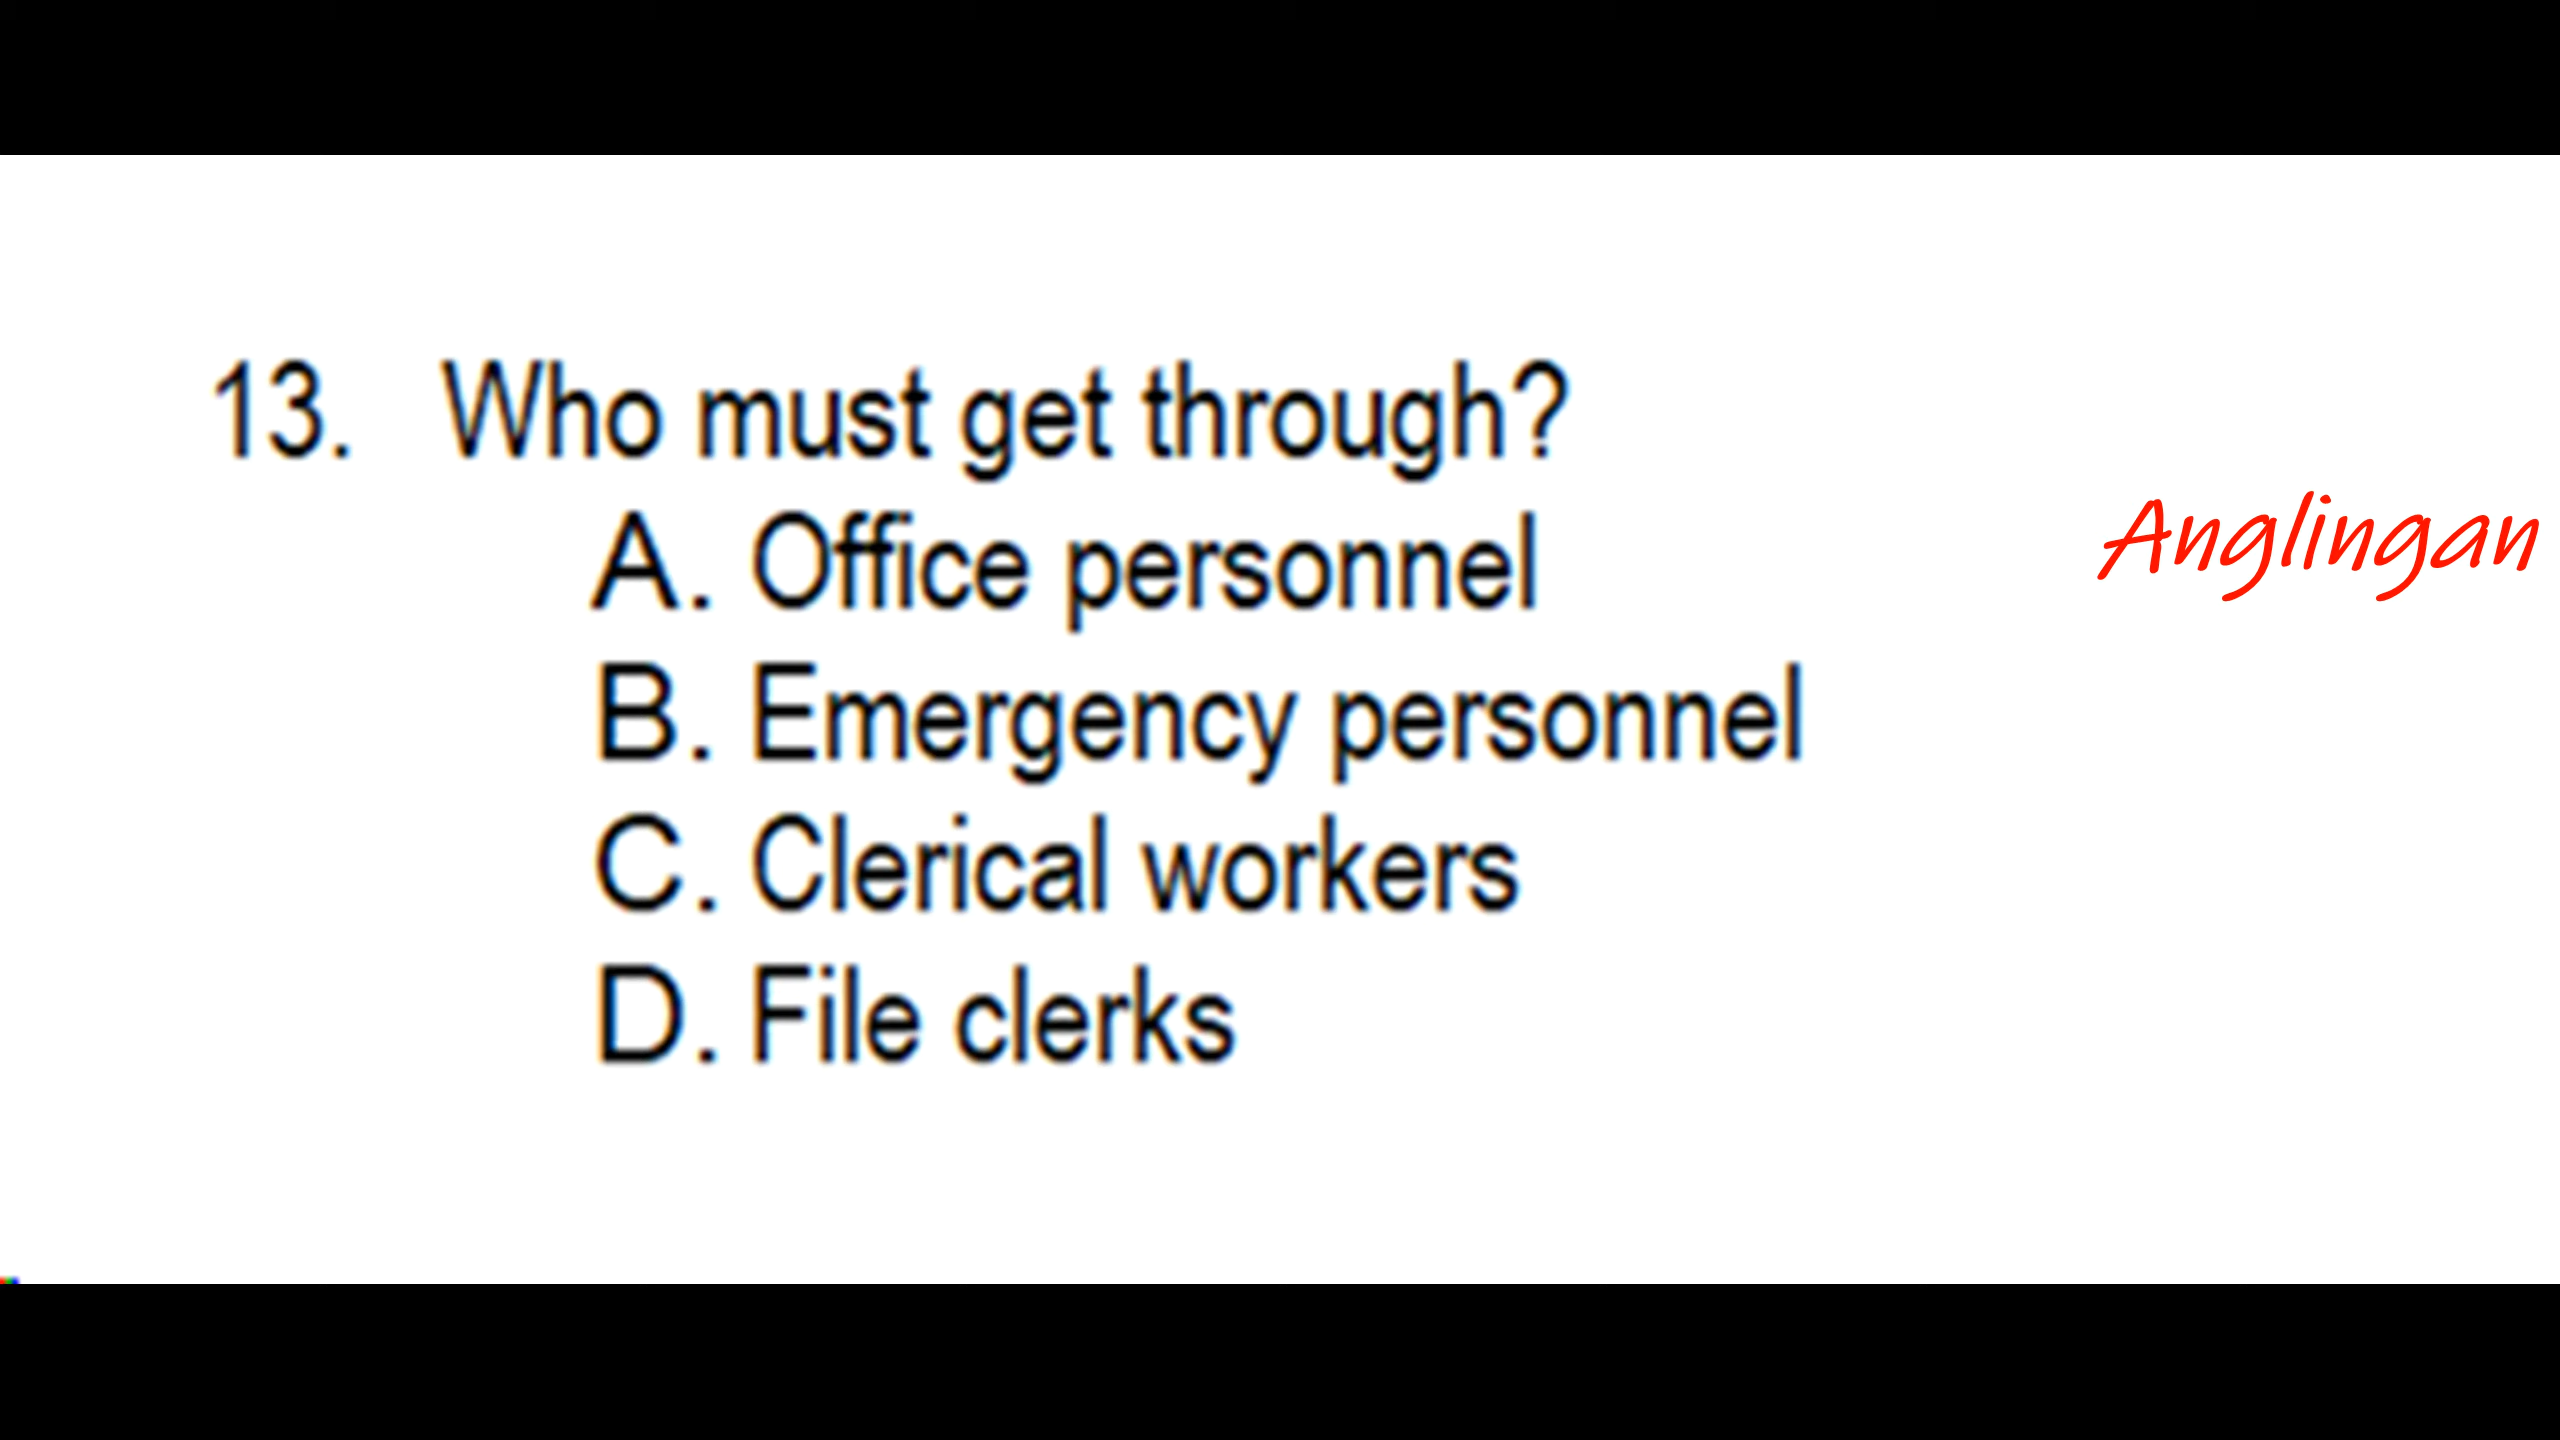 13. Who must get through?
A. Office personnel
Anglingan
B. Emergency personnel
C. Clerical workers
D. File clerks